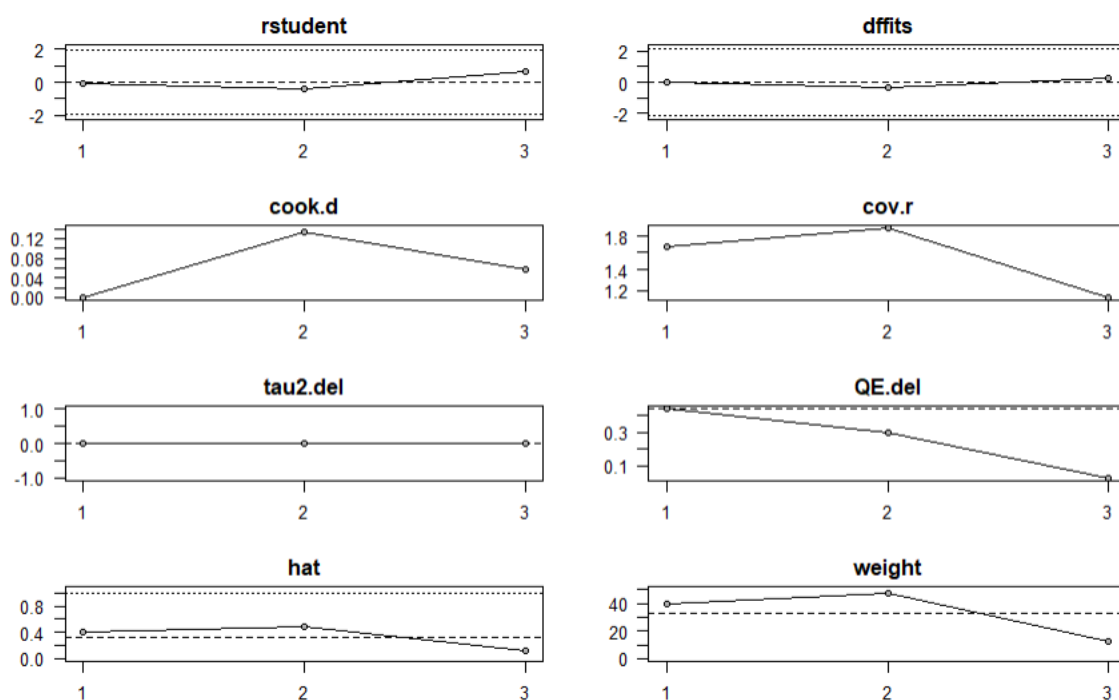 rstudent
2
0
-2
1 2 3
dffits
2
0
-2
1 2 3
cook.d
0.12
0.08
0.04
0.00
1 2 3
cov.r
1.8
1.4
1.2
1 2 3
tau2.del
1.0
0.0
-1.0
1 2 3
QE.del
0.3
0.1
1 2 3
hat
0.8
0.4
0.0
1 2 3
weight
40
20
0
1 2 3